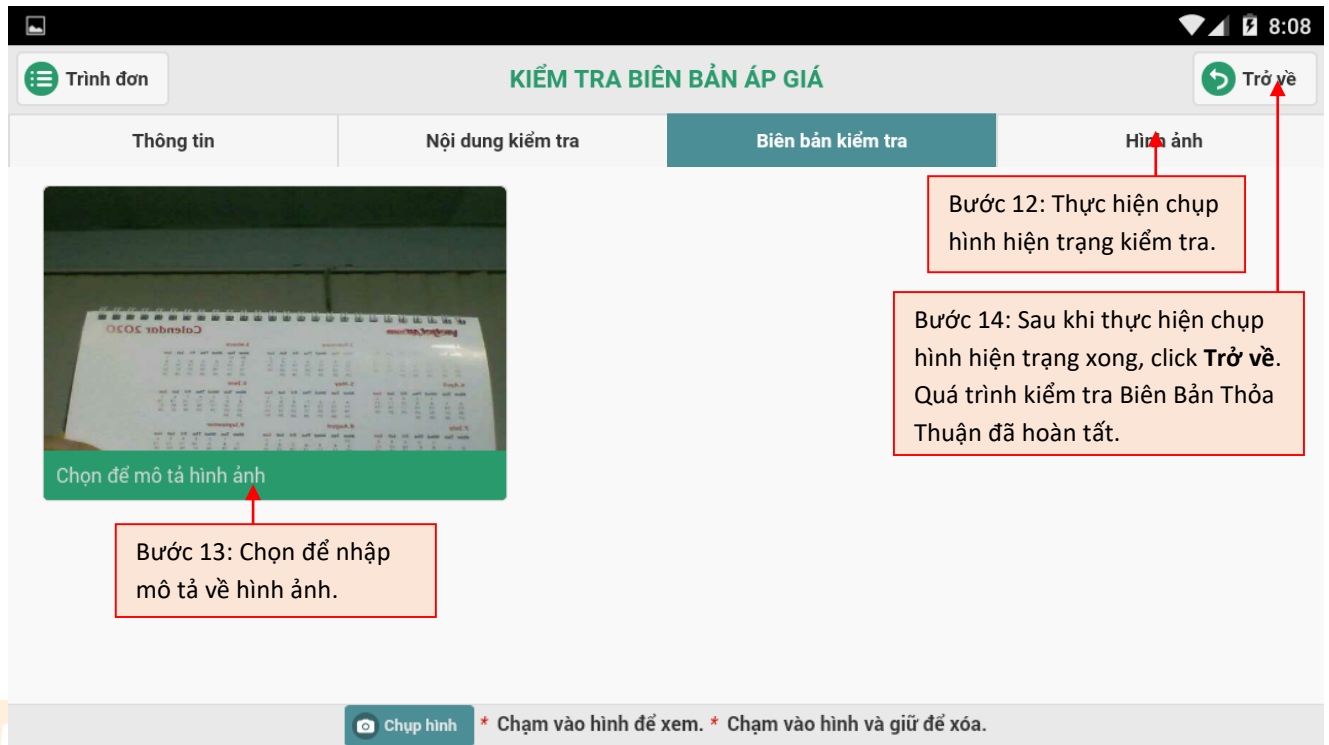 8:08
Trình đơn
KIỂM TRA BIÊN BẢN ÁP GIÁ
Trở về
Thông tin
Nội dung kiểm tra
Biên bản kiểm tra
Hình ảnh
Bước 12: Thực hiện chụp
hình hiện trạng kiểm tra.
Bước 14: Sau khi thực hiện chụp
hình hiện trạng xong, click Trở về.
Quá trình kiểm tra Biên Bản Thỏa
Thuận đã hoàn tất.
Calendar 2020
Chọn để mô tả hình ảnh
Bước 13: Chọn để nhập
mô tả về hình ảnh.
Chụp hình * Chạm vào hình để xem. * Chạm vào hình và giữ để xóa.